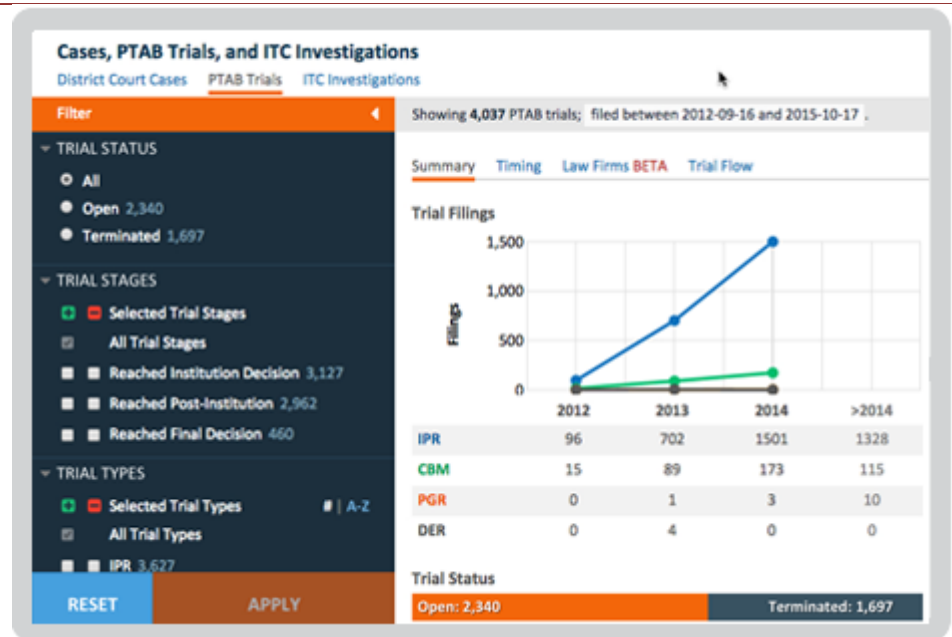 Cases, PTAB Trials, and ITC Investigations
District Court Cases PTAB Trials ITC Investigations
Filter
TRIAL STATUS
All
Open 2,340
Terminated 1,697
TRIAL STAGES
Selected Trial Stages
All Trial Stages
Reached Institution Decision 3,127
Reached Post-Institution 2,962
Reached Final Decision 460
TRIAL TYPES
Selected Trial Types # | A-Z
All Trial Types
IPR 3,627
RESET APPLY
Showing 4,037 PTAB trials; filed between 2012-09-16 and 2015-10-17 .
Summary Timing Law Firms BETA Trial Flow
Trial Filings
1,500
1,000
500
0
Filings
2012 2013 2014 >2014
IPR 96 702 1501 1328
CBM 15 89 173 115
PGR 0 1 3 10
DER 0 4 0 0
Trial Status
Open: 2,340 Terminated: 1,697